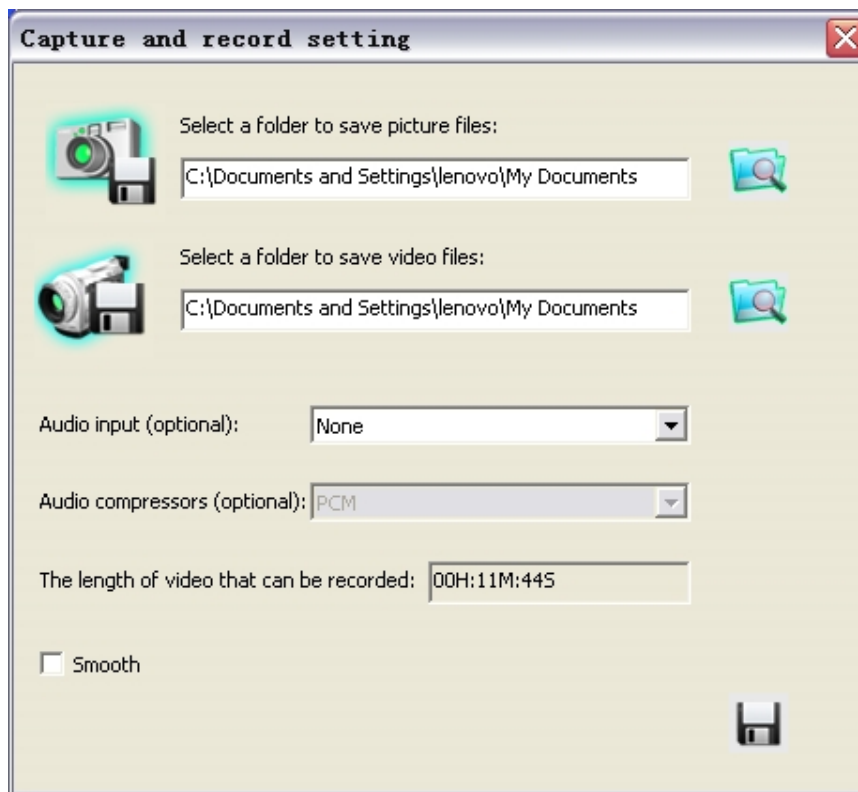 Capture and record setting
Select a folder to save picture files:
C:\Documents and Settings\lenovo\My Documents
Select a folder to save video files:
C:\Documents and Settings\lenovo\My Documents
Audio input (optional): None
Audio compressors (optional): PCM
The length of video that can be recorded: 00H:11M:44S
Smooth